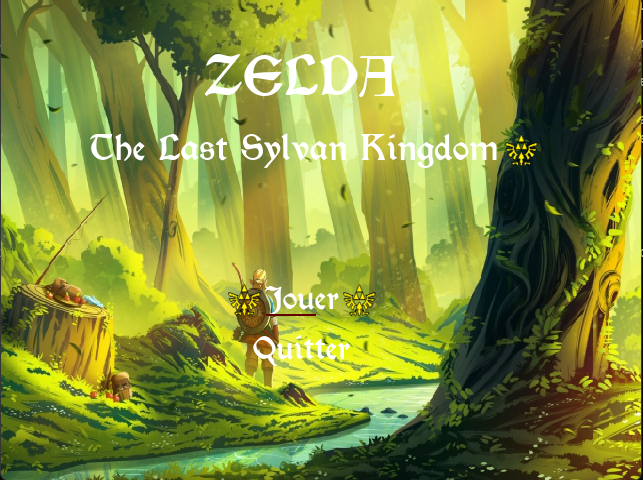 ZELDA
The Last Sylvan Kingdom
Jouer
Quitter